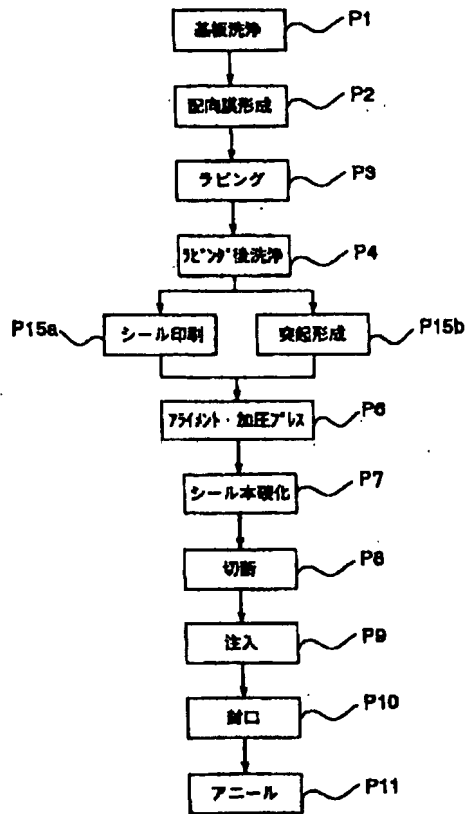 基板洗浄 P1
配向膜形成 P2
ラビング P3
ラビング後洗浄 P4
P15a シール印刷 突起形成 P15b
アライメント・加圧プレス P6
シール本硬化 P7
切断 P8
注入 P9
封口 P10
アニール P11